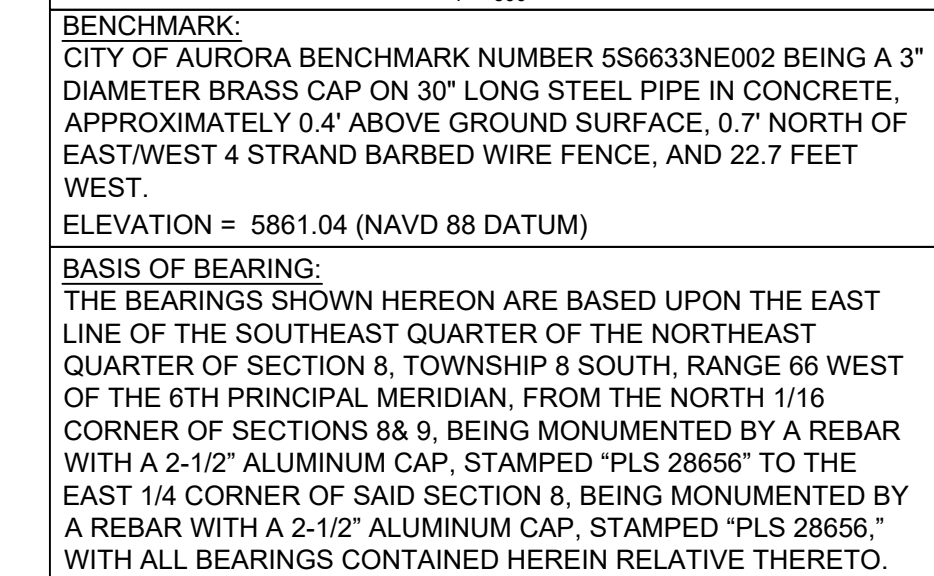 BENCHMARK:
CITY OF AURORA BENCHMARK NUMBER 5S6633NE002 BEING A 3"
DIAMETER BRASS CAP ON 30" LONG STEEL PIPE IN CONCRETE,
APPROXIMATELY 0.4' ABOVE GROUND SURFACE, 0.7' NORTH OF
EAST/WEST 4 STRAND BARBED WIRE FENCE, AND 22.7 FEET
WEST.
ELEVATION = 5861.04 (NAVD 88 DATUM)
BASIS OF BEARING:
THE BEARINGS SHOWN HEREON ARE BASED UPON THE EAST
LINE OF THE SOUTHEAST QUARTER OF THE NORTHEAST
QUARTER OF SECTION 8, TOWNSHIP 8 SOUTH, RANGE 66 WEST
OF THE 6TH PRINCIPAL MERIDIAN, FROM THE NORTH 1/16
CORNER OF SECTIONS 8& 9, BEING MONUMENTED BY A REBAR
WITH A 2-1/2” ALUMINUM CAP, STAMPED “PLS 28656” TO THE
EAST 1/4 CORNER OF SAID SECTION 8, BEING MONUMENTED BY
A REBAR WITH A 2-1/2” ALUMINUM CAP, STAMPED “PLS 28656,”
WITH ALL BEARINGS CONTAINED HEREIN RELATIVE THERETO.